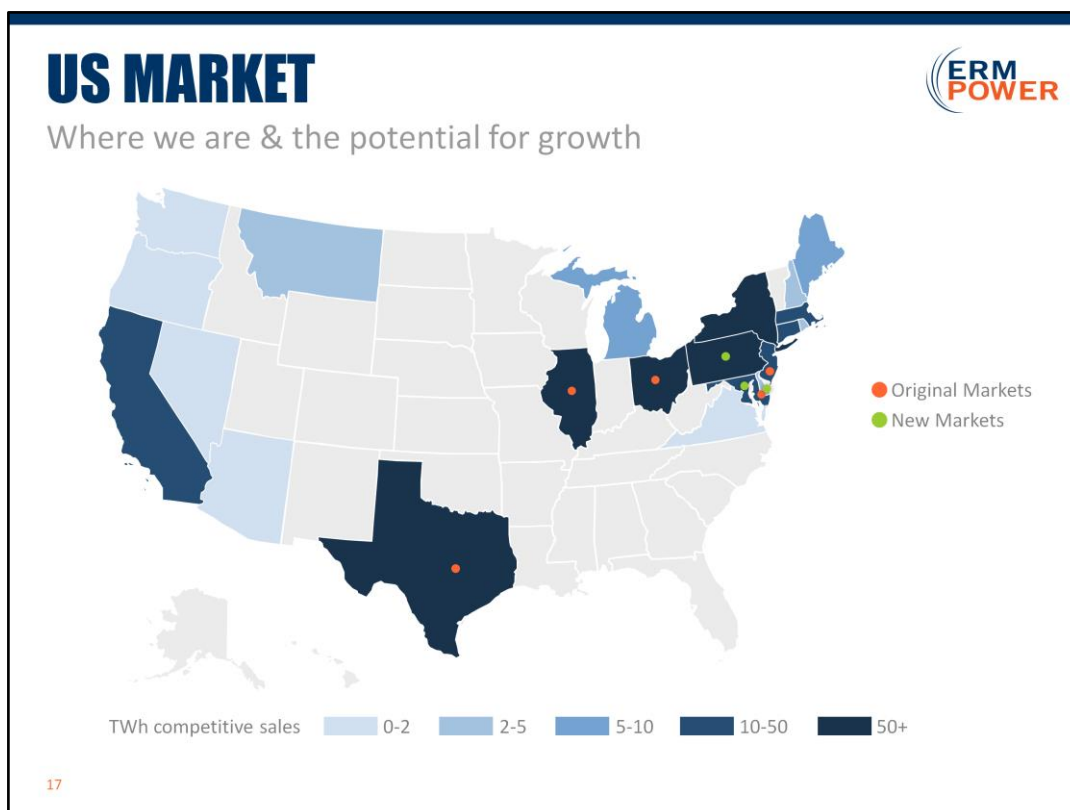 US MARKET
ERM
POWER
Where we are & the potential for growth
Original Markets
New Markets
TWh competitive sales 0-2 2-5 5-10 10-50 50+
17